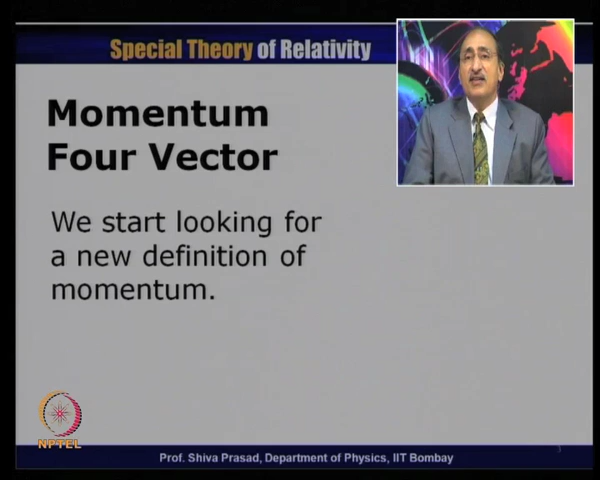 Special Theory of Relativity
Momentum
Four Vector
We start looking for
a new definition of
momentum.
NPTEL
Prof. Shiva Prasad, Department of Physics, IIT Bombay
3